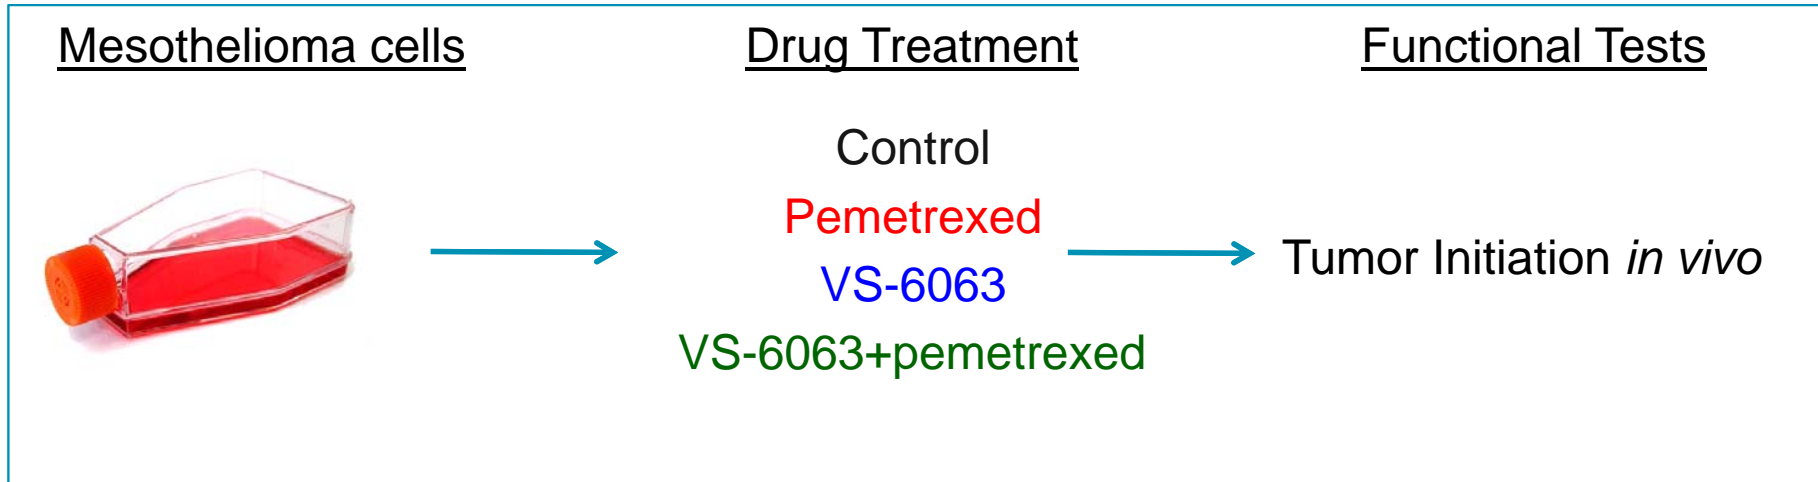 Mesothelioma cells
Drug Treatment
Functional Tests
Control
Pemetrexed
VS-6063
VS-6063+pemetrexed
Tumor Initiation in vivo